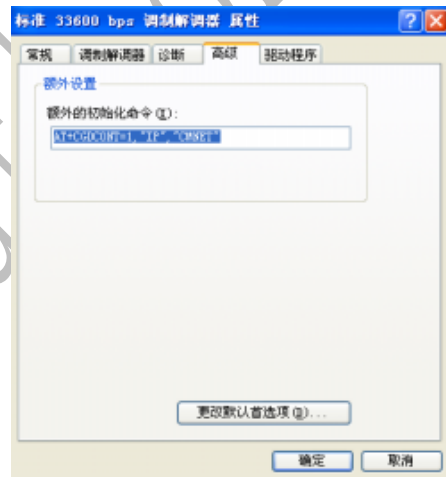 标准 33600 bps 调制解调器 属性
常规 调制解调器 诊断 高级 驱动程序
额外设置
额外的初始化命令(I):
AT+CGDCONT=1,"IP","CMNET"
更改默认首选项(D)...
确定 取消